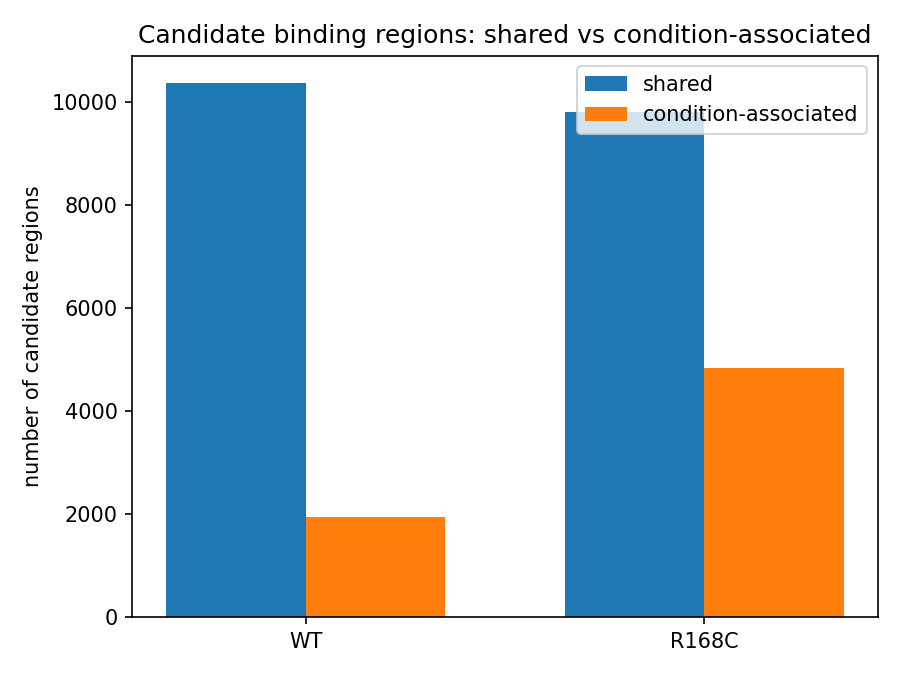 Candidate binding regions: shared vs condition-associated
shared
condition-associated
number of candidate regions
10000
8000
6000
4000
2000
0
WT
R168C